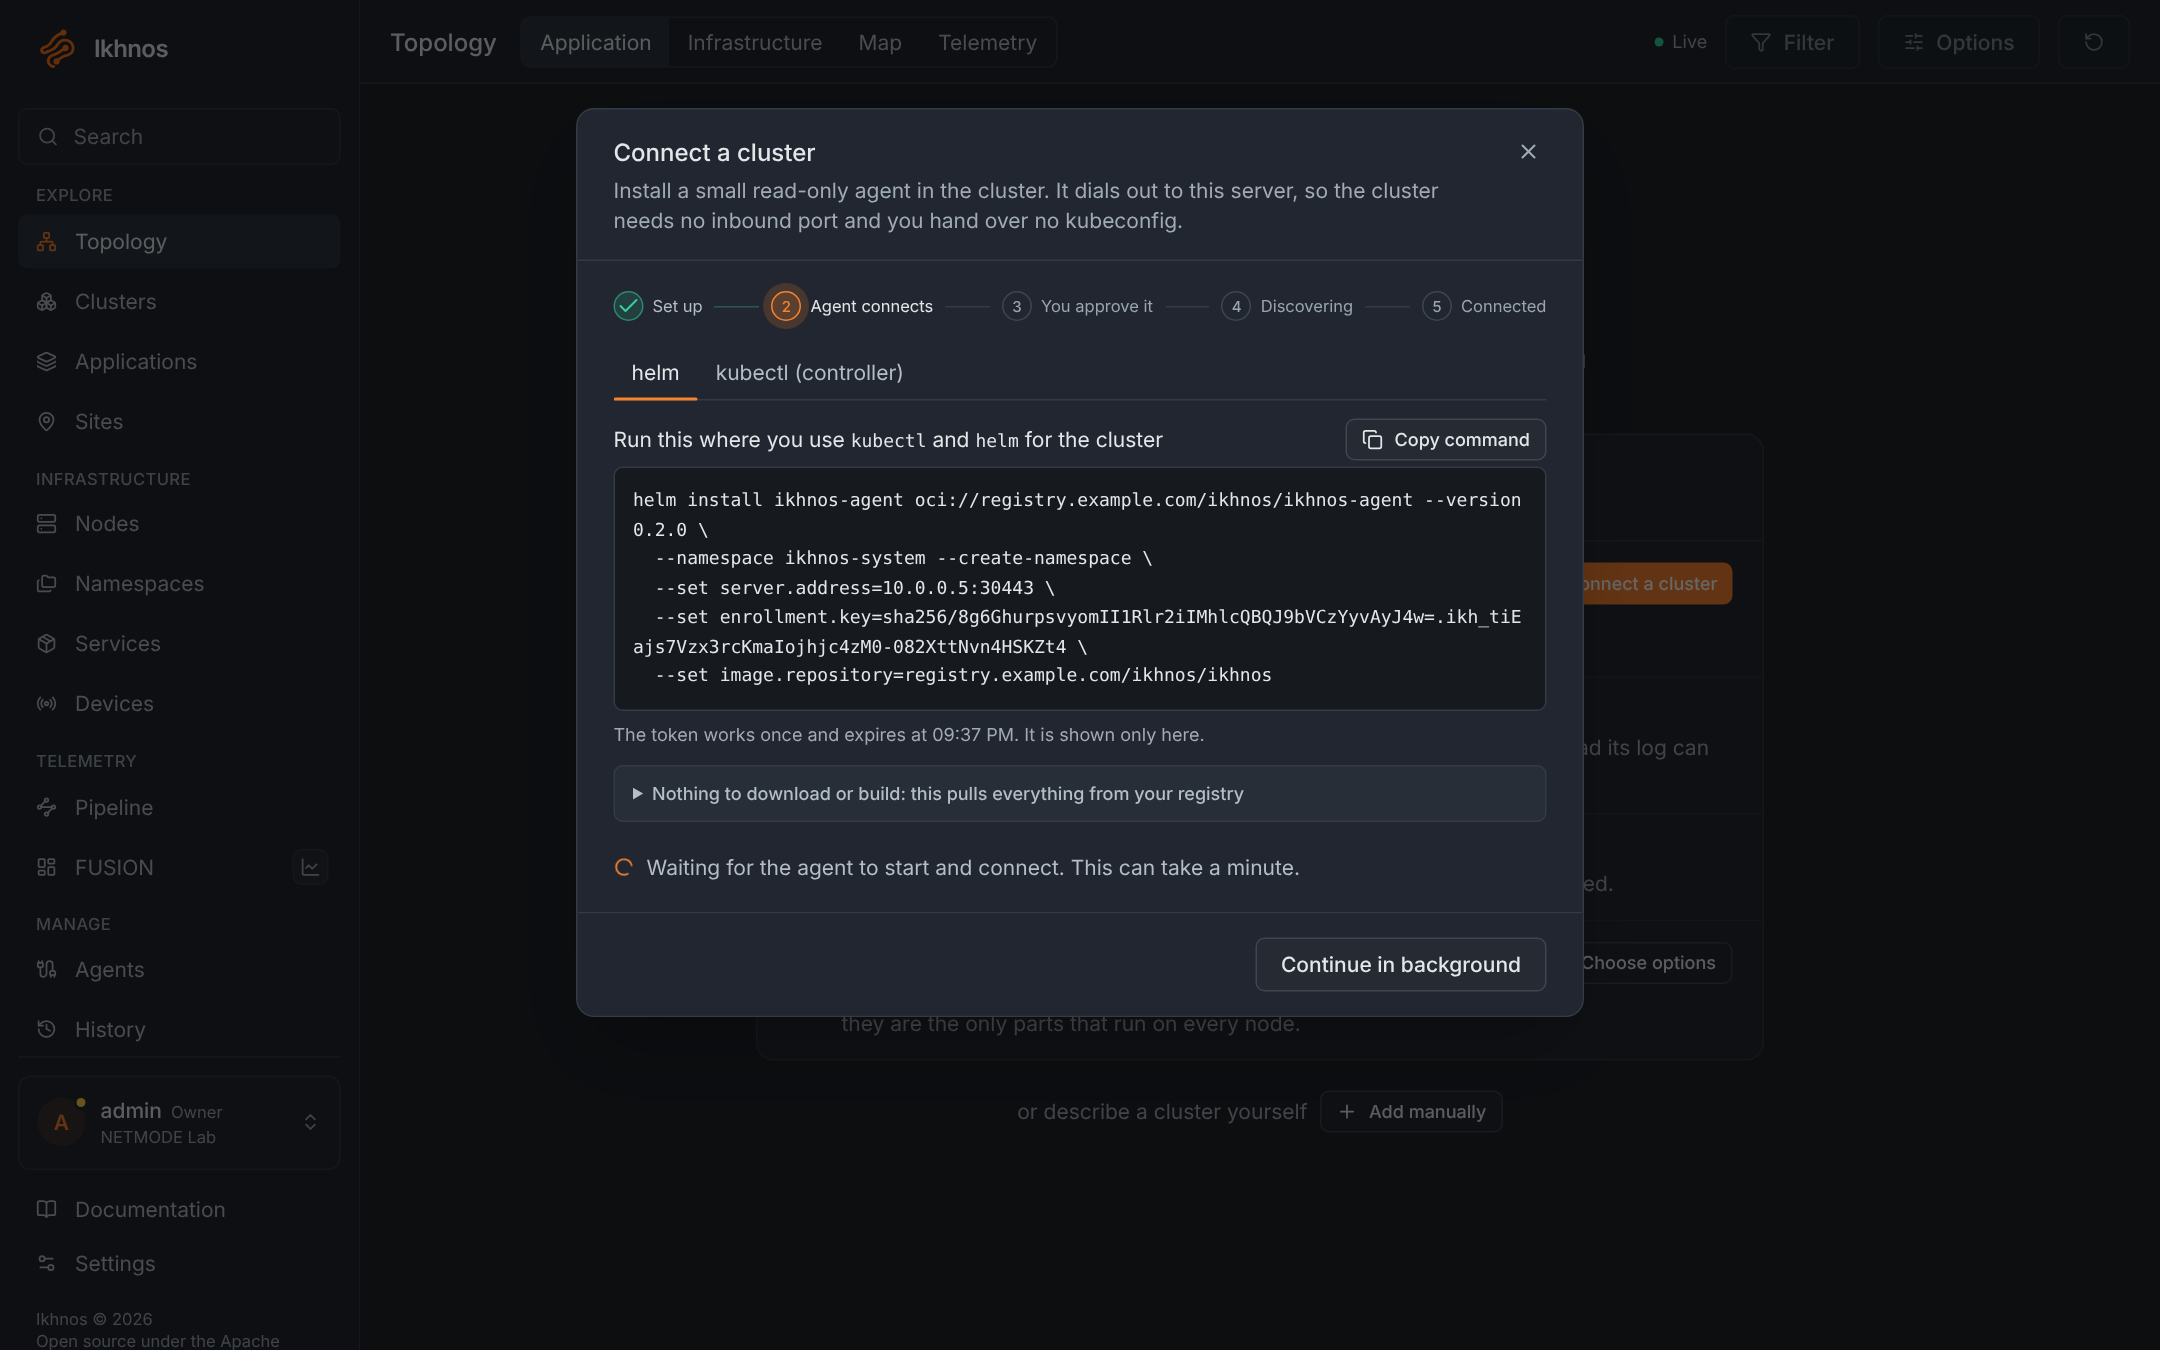 Ikhnos
Search
EXPLORE
Topology
Clusters
Applications
Sites
INFRASTRUCTURE
Nodes
Namespaces
Services
Devices
TELEMETRY
Pipeline
FUSION
MANAGE
Agents
History
A
admin Owner
NETMODE Lab
Documentation
Settings
Ikhnos © 2026
Open source under the Apache
Topology
Application
Infrastructure
Map
Telemetry
Live
Filter
Options
Connect a cluster
Install a small read-only agent in the cluster. It dials out to this server, so the cluster
needs no inbound port and you hand over no kubeconfig.
Set up
2 Agent connects
3 You approve it
4 Discovering
5 Connected
helm
kubectl (controller)
Run this where you use kubectl and helm for the cluster
Copy command
helm install ikhnos-agent oci://registry.example.com/ikhnos/ikhnos-agent --version
0.2.0 \
--namespace ikhnos-system --create-namespace \
--set server.address=10.0.0.5:30443 \
--set enrollment.key=sha256/8g6GhurpsvyomII1Rlr2iIMhlcQBQJ9bVCzYyvAyJ4w=.ikh_tiE
ajs7Vzx3rcKmaIojhjc4zM0-082XttNvn4HSKZt4 \
--set image.repository=registry.example.com/ikhnos/ikhnos
The token works once and expires at 09:37 PM. It is shown only here.
Nothing to download or build: this pulls everything from your registry
Waiting for the agent to start and connect. This can take a minute.
Continue in background
onnect a cluster
ad its log can
ed.
Choose options
they are the only parts that run on every node.
or describe a cluster yourself
Add manually